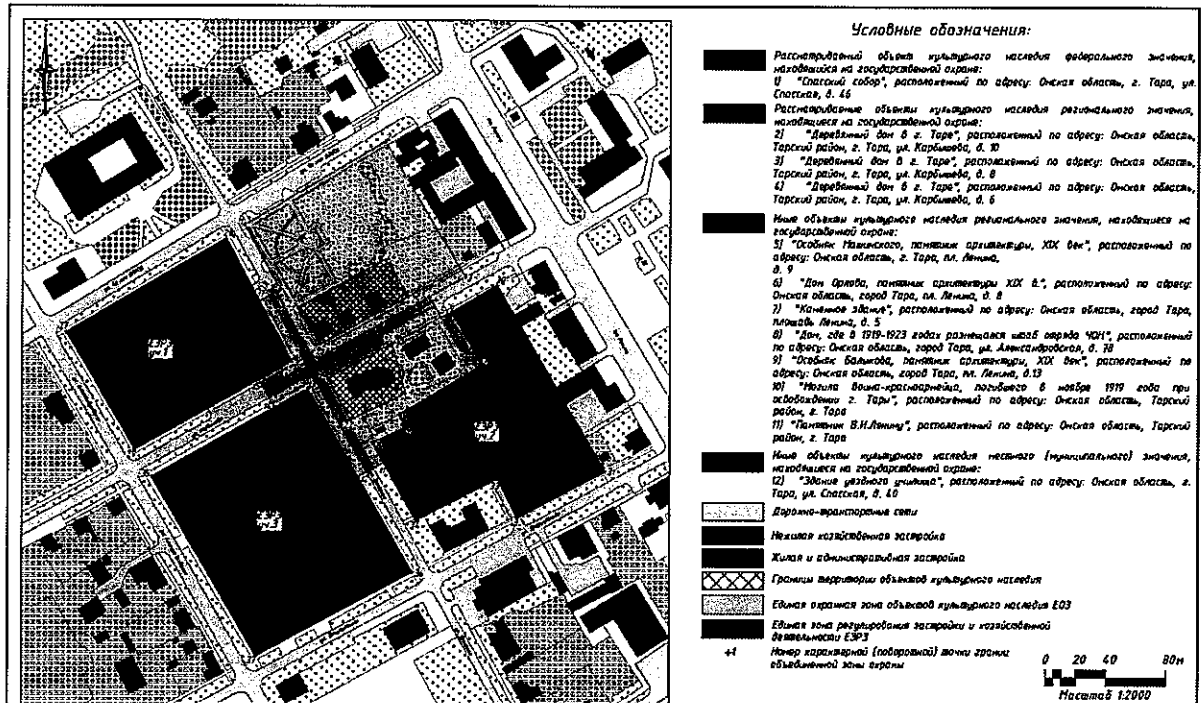 Условные обозначения:
Рассматриваемый объект культурного наследия федерального значения,
находящийся на государственной охране:
1) "Спасский собор", расположенный по адресу: Омская область, г. Тара, ул.
Спасская, д. 46
Рассматриваемые объекты культурного наследия регионального значения,
находящиеся на государственной охране:
2) "Деревянный дом в г. Таре", расположенный по адресу: Омская область,
Тарский район, г. Тара, ул. Карбышева, д. 10
3) "Деревянный дом в г. Таре", расположенный по адресу: Омская область,
Тарский район, г. Тара, ул. Карбышева, д. 8
4) "Деревянный дом в г. Таре", расположенный по адресу: Омская область,
Тарский район, г. Тара, ул. Карбышева, д. 6
Иные объекты культурного наследия регионального значения, находящиеся на
государственной охране:
5) "Особняк Машинского, памятник архитектуры, XIX век", расположенный по
адресу: Омская область, г. Тара, пл. Ленина,
д. 9
6) "Дом Орлова, памятник архитектуры XIX в.", расположенный по адресу:
Омская область, город Тара, пл. Ленина, д. 8
7) "Каменное здание", расположенный по адресу: Омская область, город Тара,
площадь Ленина, д. 5
8) "Дом, где в 1919-1923 годах размещался штаб отряда ЧОН", расположенный
по адресу: Омская область, город Тара, ул. Александровская, д. 78
9) "Особняк Балыкова, памятник архитектуры, XIX век", расположенный по
адресу: Омская область, город Тара, пл. Ленина, д.13
10) "Могила воина-красноармейца, погибшего в ноябре 1919 года при
освобождении г. Тары", расположенный по адресу: Омская область, Тарский
район, г. Тара
11) "Памятник В.И.Ленину", расположенный по адресу: Омская область, Тарский
район, г. Тара
Иные объекты культурного наследия местного (муниципального) значения,
находящиеся на государственной охране:
12) "Здание уездного училища", расположенный по адресу: Омская область, г.
Тара, ул. Спасская, д. 40
Дорожно-транспортные сети
Нежилая хозяйственная застройка
Жилая и административная застройка
Границы территории объектов культурного наследия
Единая охранная зона объектов культурного наследия ЕОЗ
Единая зона регулирования застройки и хозяйственной
деятельности ЕЗРЗ
+1 Номер характерной (поворотной) точки границ
объединенной зоны охраны
0 20 40 80м
Масштаб 1:2000